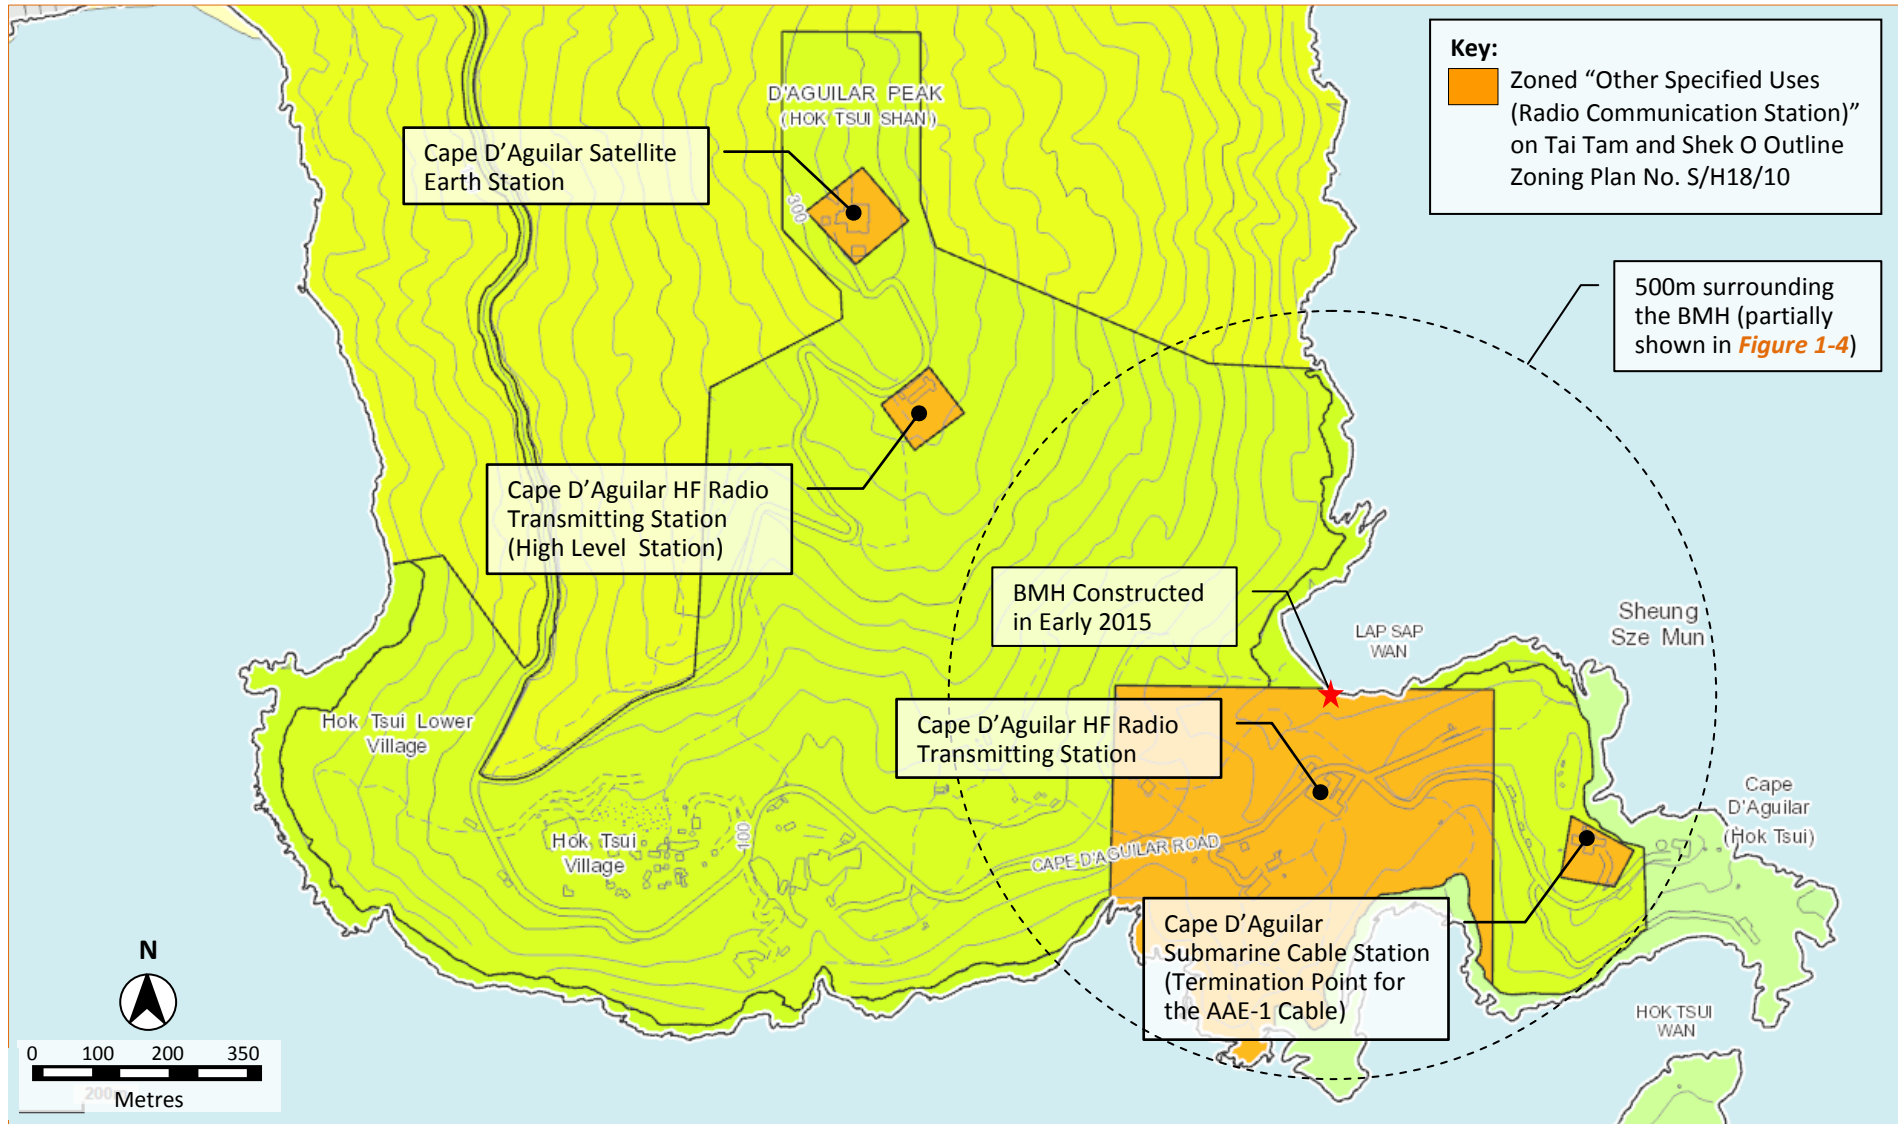 Key:
Zoned “Other Specified Uses
(Radio Communication Station)”
on Tai Tam and Shek O Outline
Zoning Plan No. S/H18/10
D'AGUILAR PEAK
(HOK TSUI SHAN)
Cape D’Aguilar Satellite
Earth Station
300
500m surrounding
the BMH (partially
shown in Figure 1-4)
Cape D’Aguilar HF Radio
Transmitting Station
(High Level Station)
BMH Constructed
in Early 2015
LAP SAP
WAN
Sheung
Sze Mun
Cape D’Aguilar HF Radio
Transmitting Station
Hok Tsui Lower
Village
Hok Tsui
Village
100
CAPE D'AGUILAR ROAD
Cape
D'Aguilar
(Hok Tsui)
Cape D’Aguilar
Submarine Cable Station
(Termination Point for
the AAE-1 Cable)
HOK TSUI
WAN
N
0 100 200 350
200m
Metres